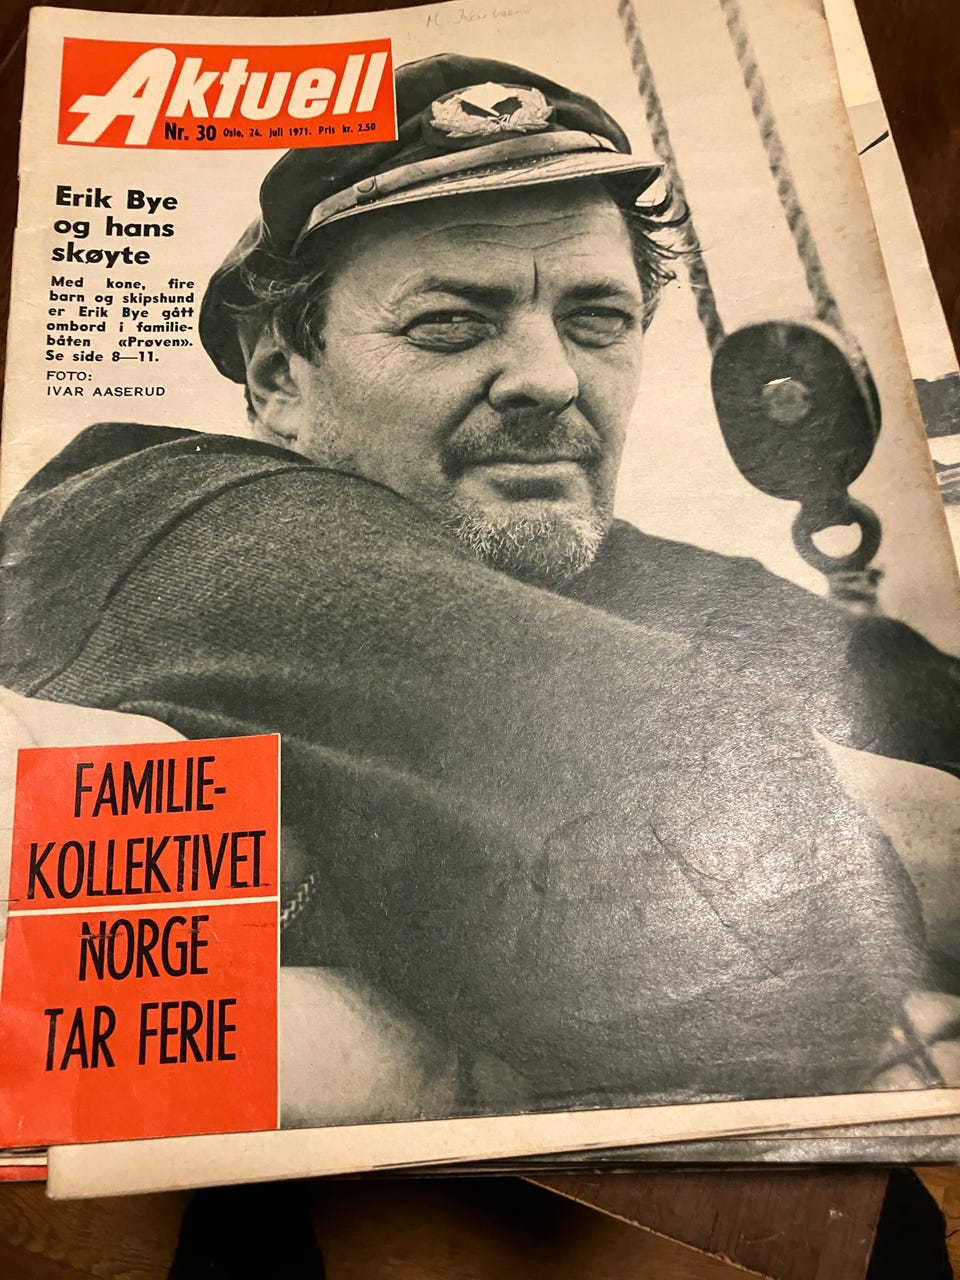 Aktuell
Nr. 30 Oslo, 24. juli 1971. Pris kr. 2.50
Erik Bye
og hans
skøyte
Med kone, fire
barn og skipshund
er Erik Bye gått
ombord i familie-
båten «Prøven».
Se side 8—11.
FOTO:
IVAR AASERUD
FAMILIE-
KOLLEKTIVET
NORGE
TAR FERIE